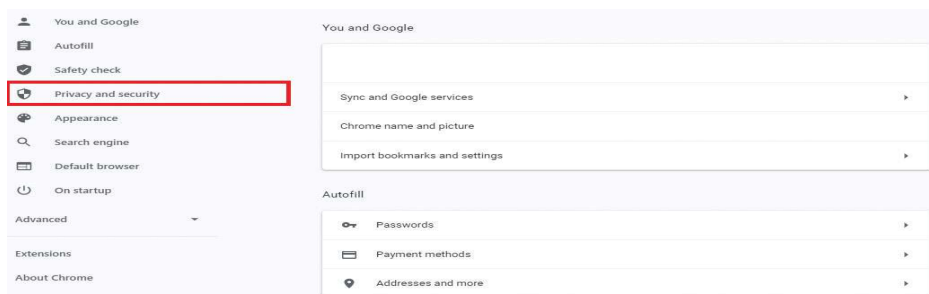 You and Google
Autofill
Safety check
Privacy and security
Appearance
Search engine
Default browser
On startup
Advanced
Extensions
About Chrome
You and Google
Sync and Google services
Chrome name and picture
Import bookmarks and settings
Autofill
Passwords
Payment methods
Addresses and more